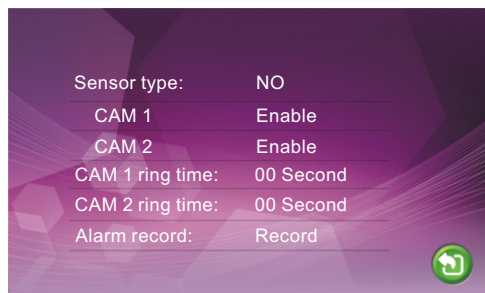 Sensor type: NO
CAM 1 Enable
CAM 2 Enable
CAM 1 ring time: 00 Second
CAM 2 ring time: 00 Second
Alarm record: Record